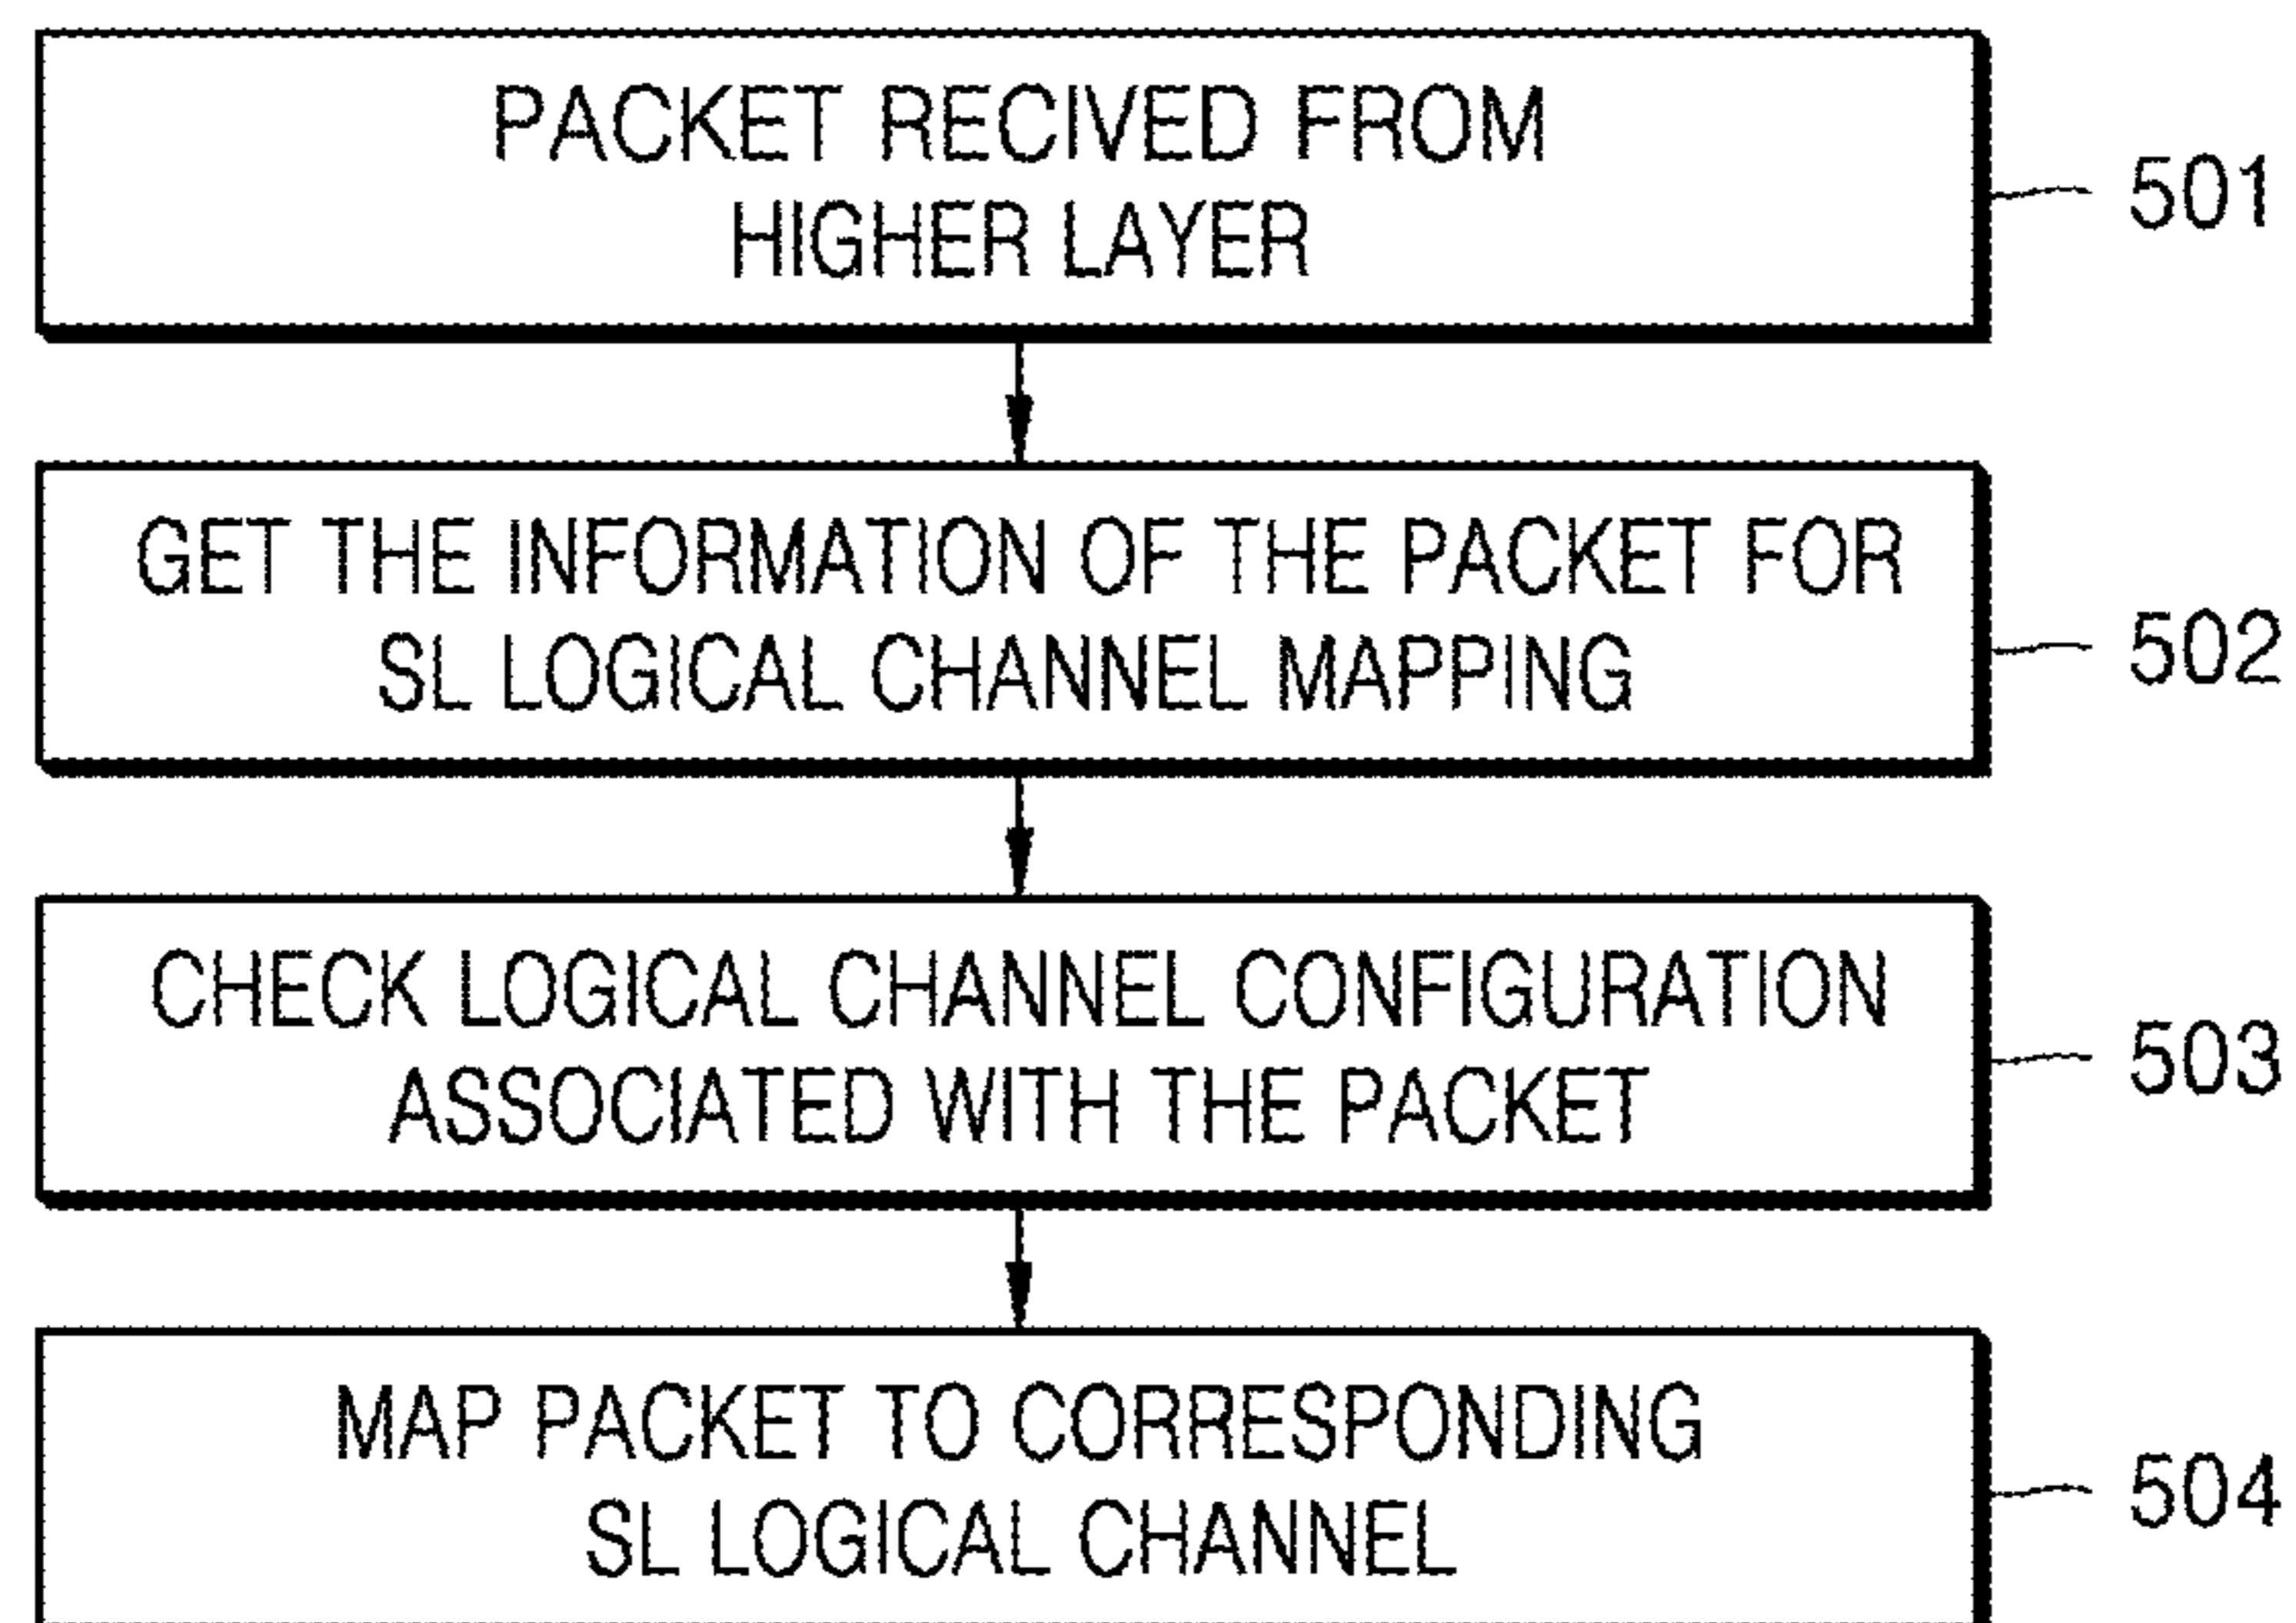 PACKET RECIVED FROM
HIGHER LAYER
501
GET THE INFORMATION OF THE PACKET FOR
SL LOGICAL CHANNEL MAPPING
502
CHECK LOGICAL CHANNEL CONFIGURATION
ASSOCIATED WITH THE PACKET
503
MAP PACKET TO CORRESPONDING
SL LOGICAL CHANNEL
504